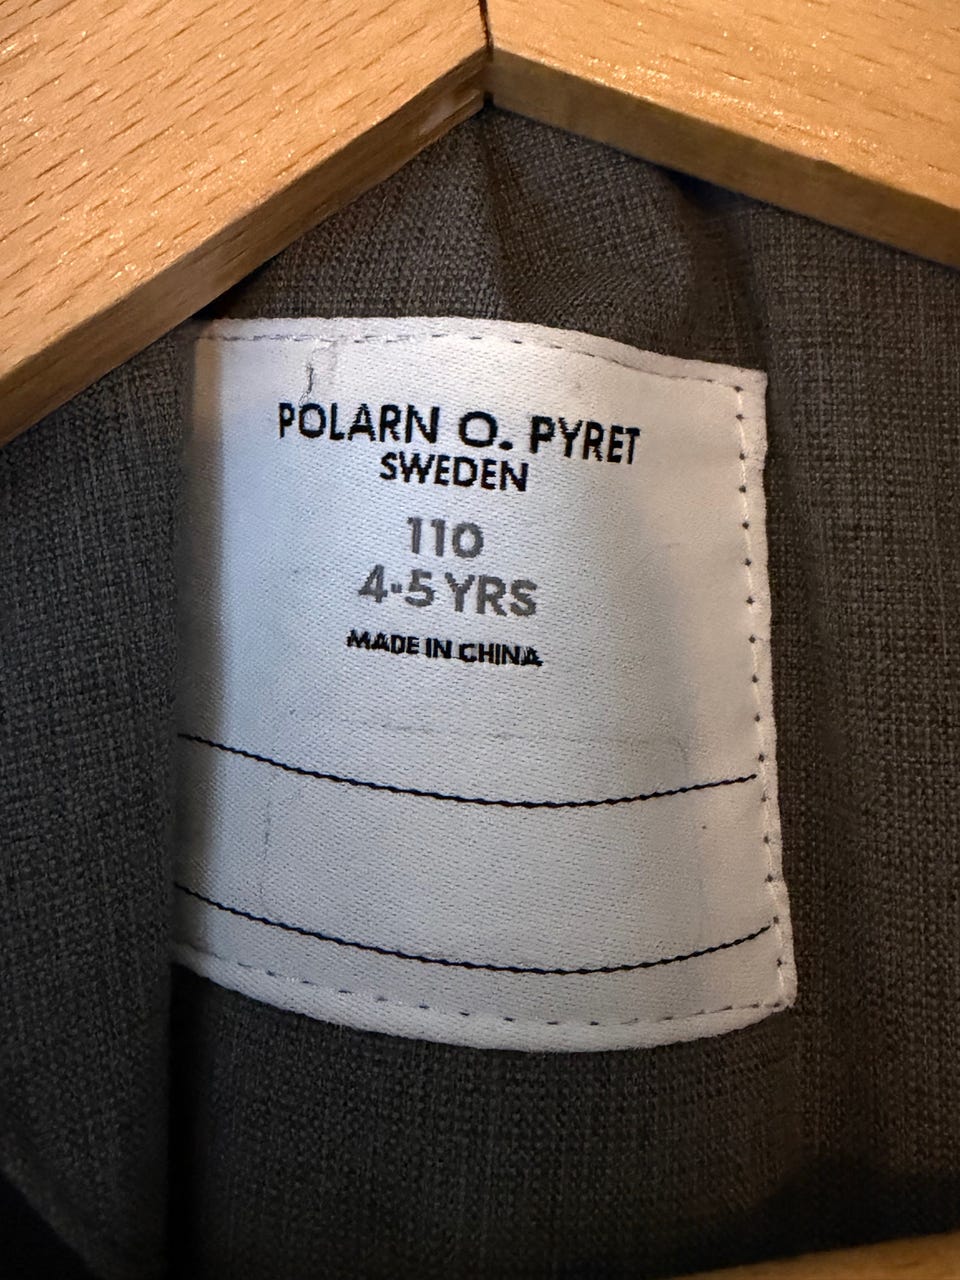 POLARN O. PYRET
SWEDEN
110
4-5 YRS
MADE IN CHINA